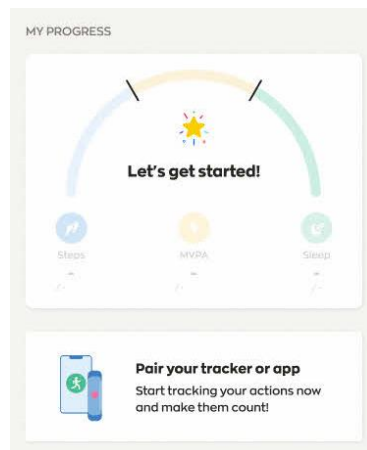 MY PROGRESS
Let's get started!
Steps MVPA Sleep
- - -
/- /- /-
Pair your tracker or app
Start tracking your actions now
and make them count!